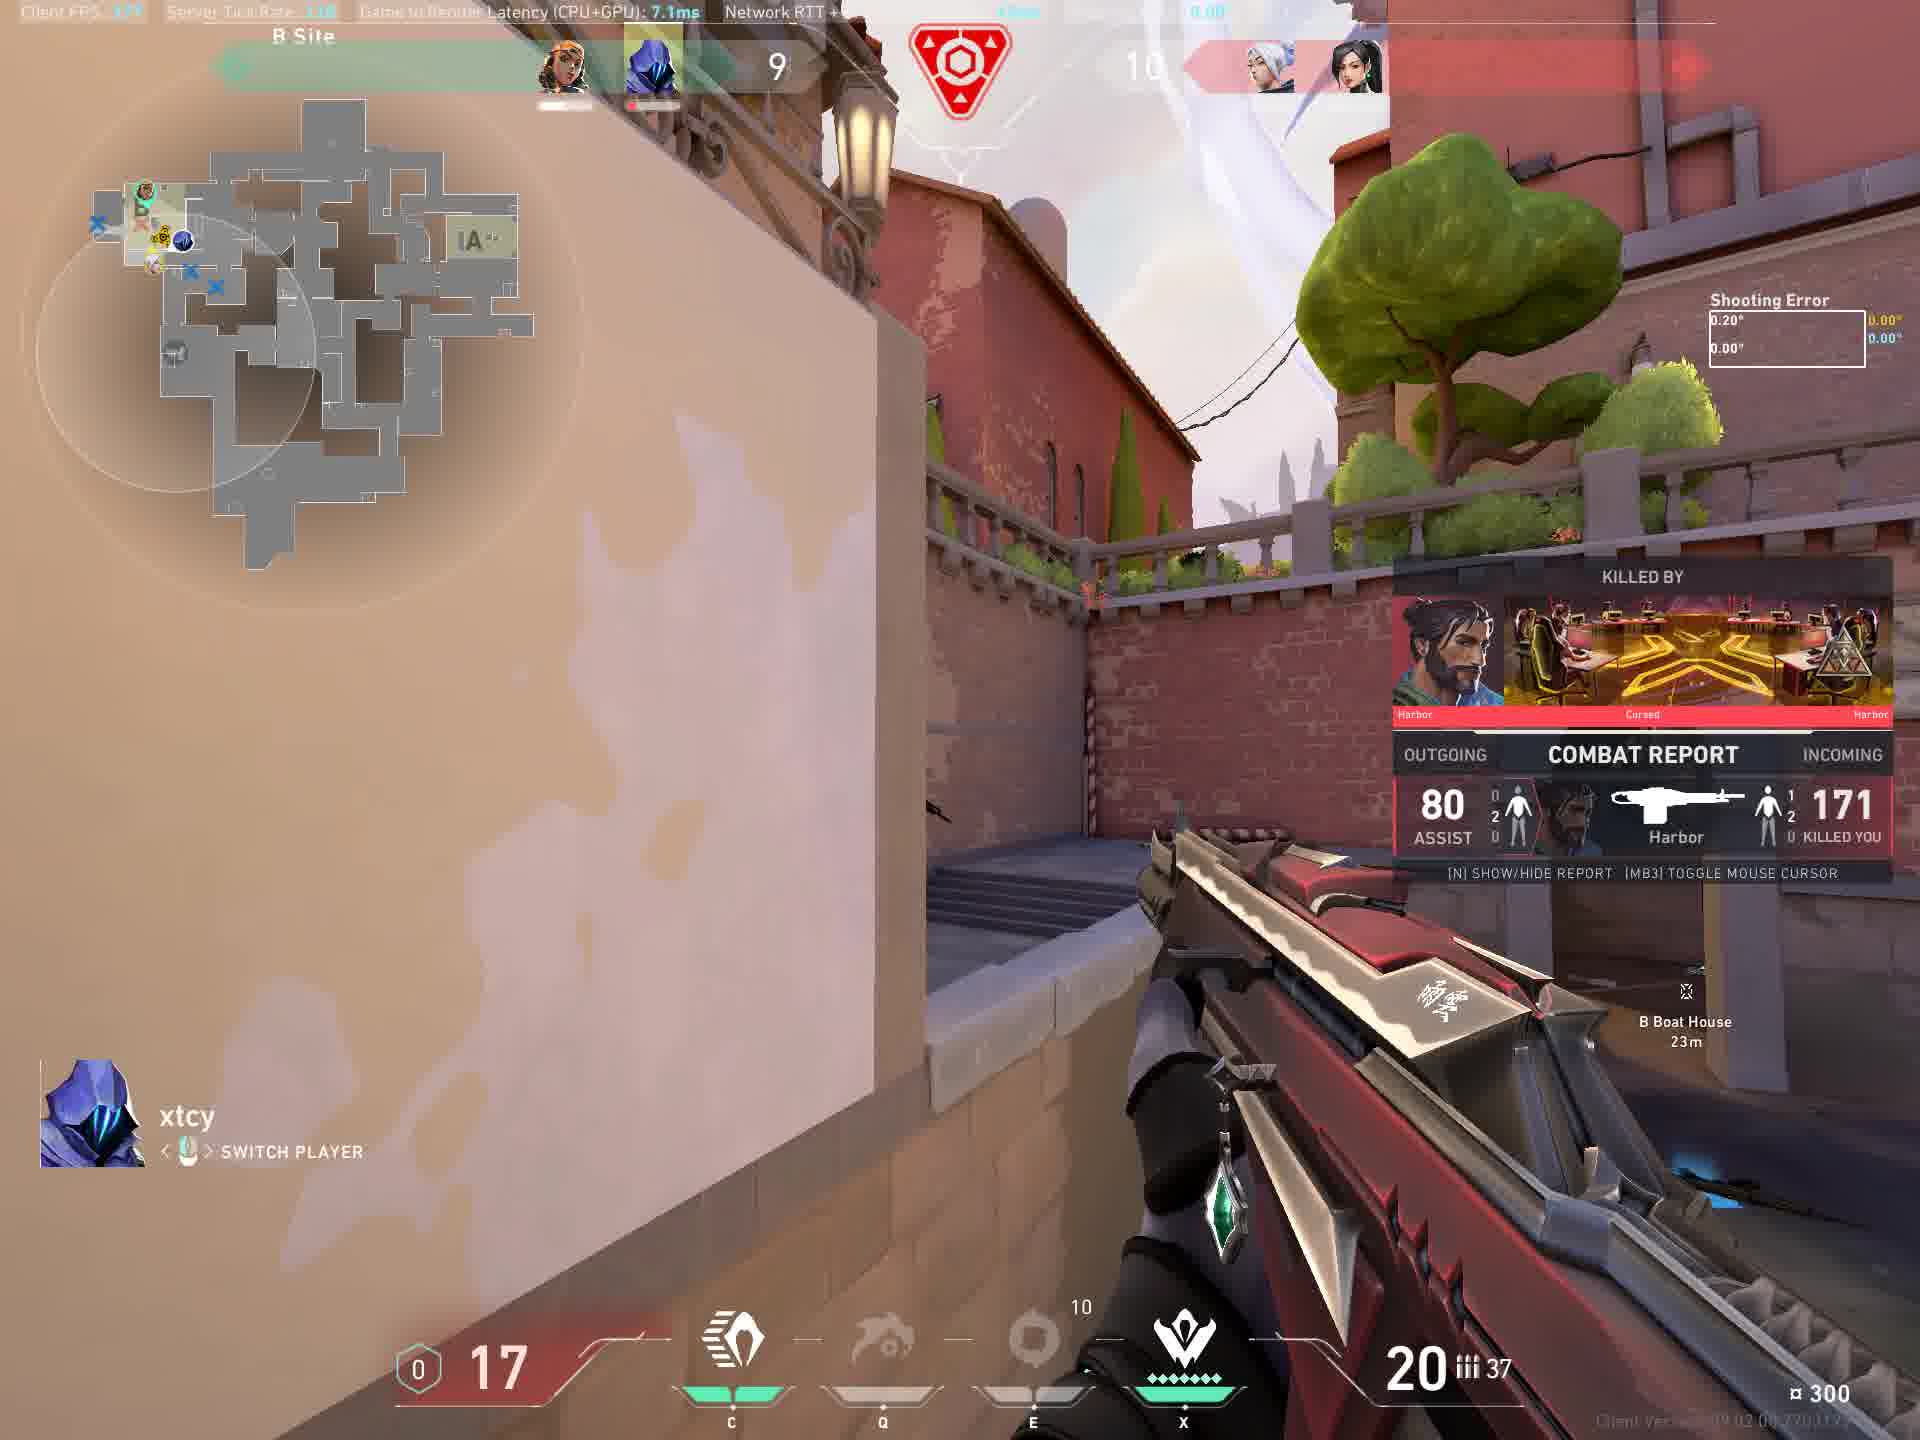 Client FPS:
Server Tick Rate:
Game to Render Latency (CPU+GPU): 7.1ms
Network RTT
0.00
B Site
9
10
A
Shooting Error
0.20°
0.00°
0.00°
0.00°
KILLED BY
Harbor
Cursed
Harbor
OUTGOING
COMBAT REPORT
INCOMING
80
ASSIST
0
2
0
Harbor
1
2
0
171
KILLED YOU
[N] SHOW/HIDE REPORT [MB3] TOGGLE MOUSE CURSOR
B Boat House
23m
xtcy
< > SWITCH PLAYER
0
17
10
C
Q
E
X
20
37
¤ 300